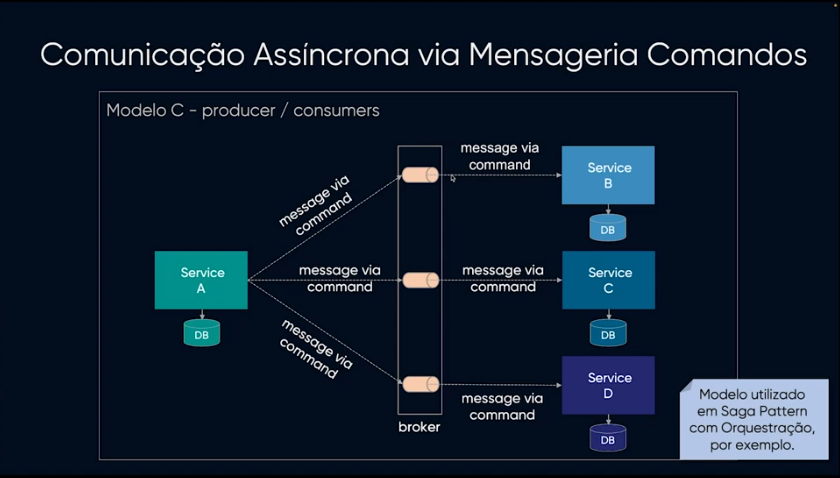 Comunicação Assíncrona via Mensageria Comandos
Modelo C - producer / consumers
message via
command
Service
B
DB
message via
command
Service
A
DB
message via
command
message via
command
Service
C
DB
message via
command
message via
command
Service
D
DB
broker
Modelo utilizado
em Saga Pattern
com Orquestração,
por exemplo.